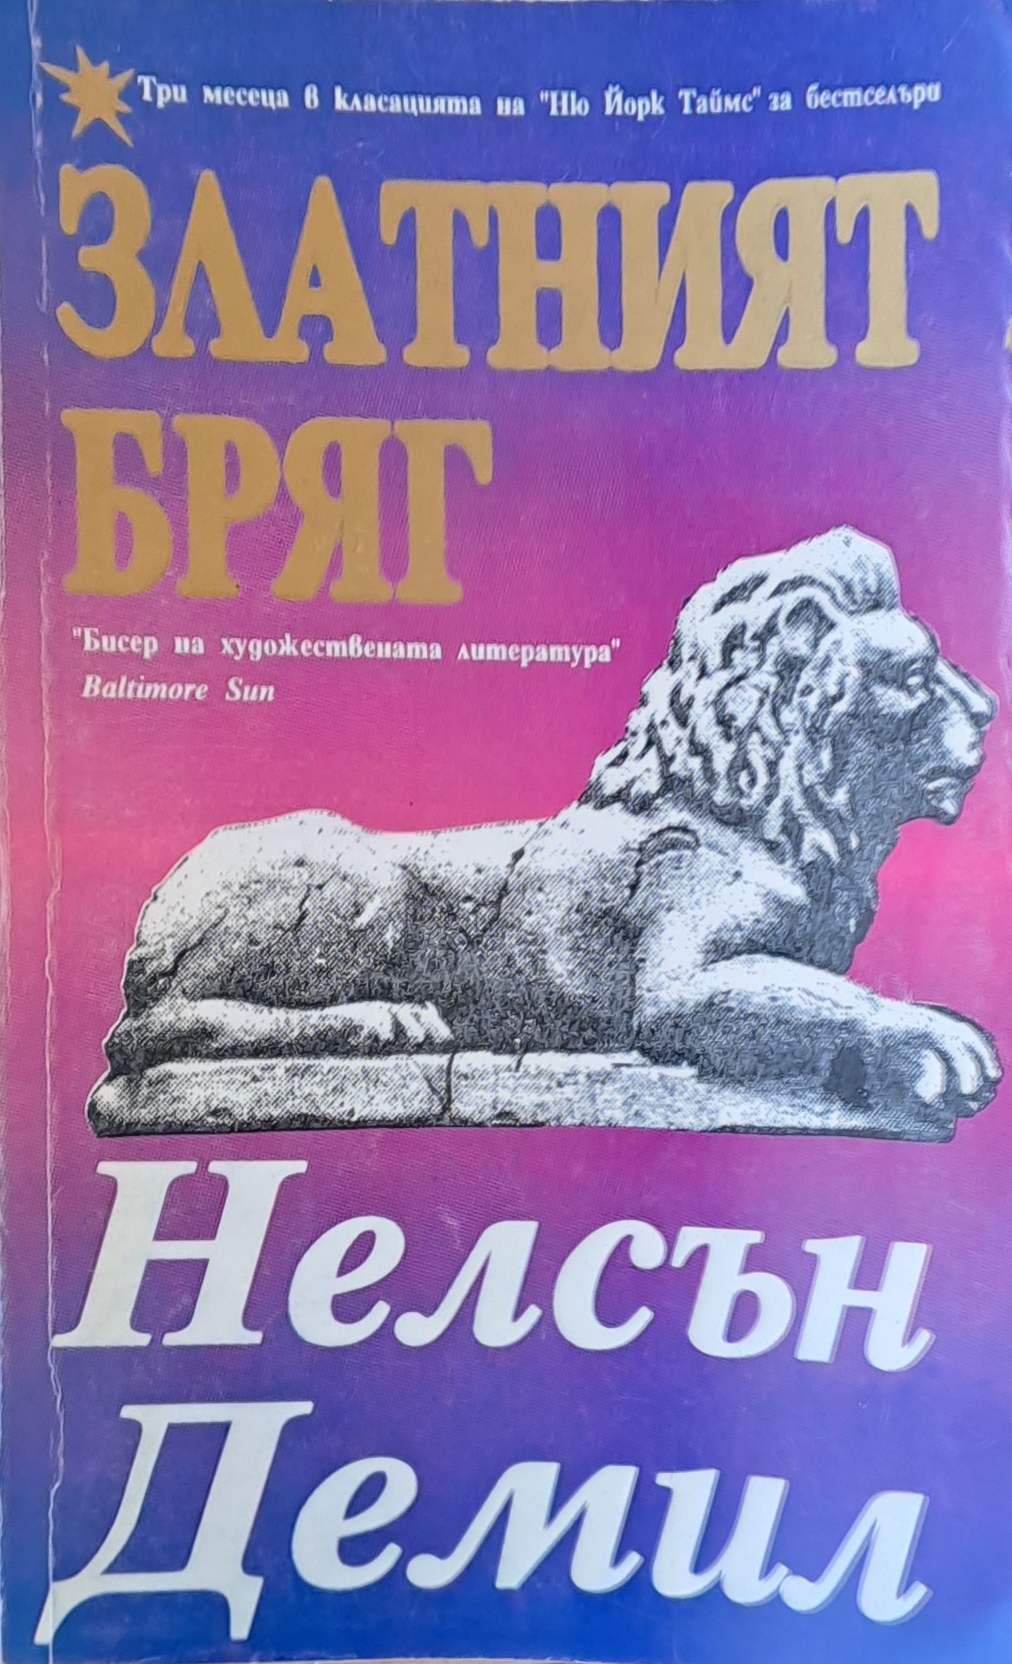 Три месеца в класацията на "Ню Йорк Таймс" за бестселъри
ЗЛАТНИЯТ
БРЯГ
"Бисер на художествената литература"
Baltimore Sun
Нелсън
Демил